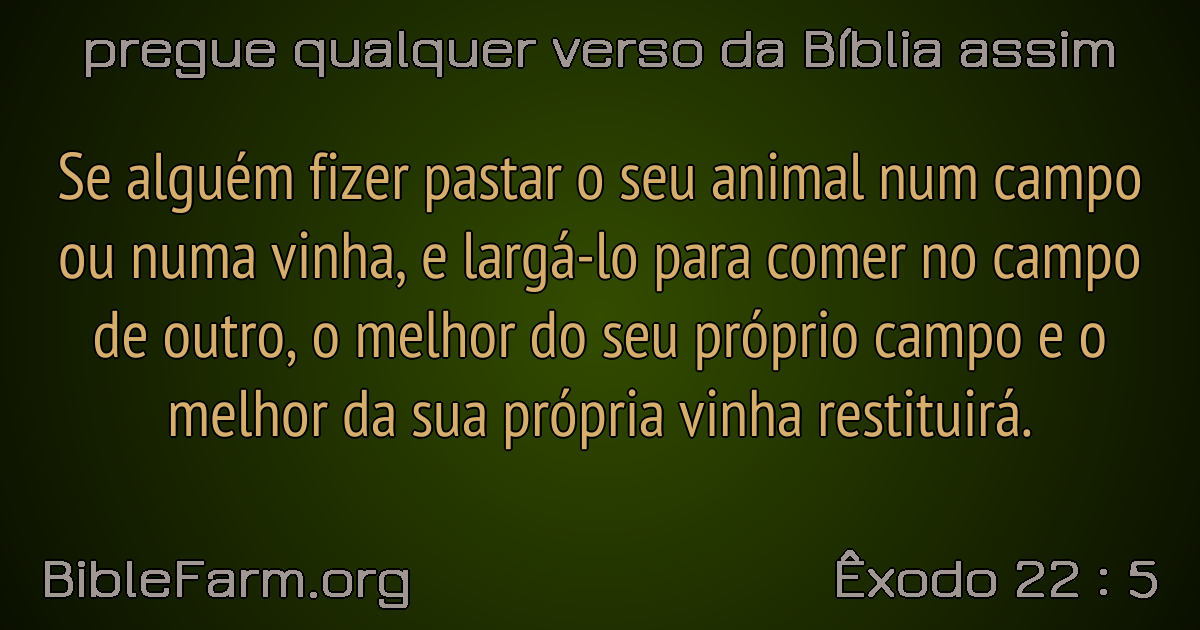 pregue qualquer verso da Bíblia assim
Se alguém fizer pastar o seu animal num campo
ou numa vinha, e largá-lo para comer no campo
de outro, o melhor do seu próprio campo e o
melhor da sua própria vinha restituirá.
BibleFarm.org
Êxodo 22 : 5